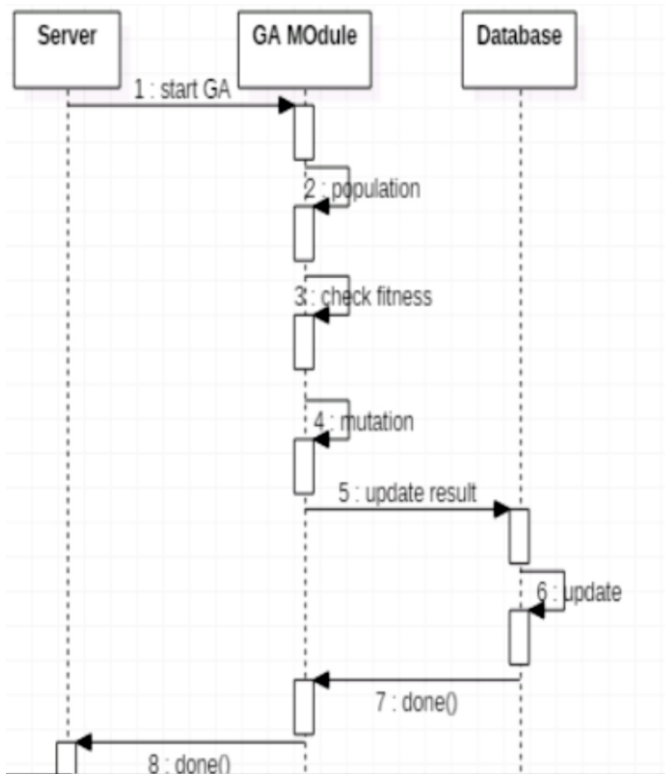 Server
GA MOdule
Database
1 : start GA
2 : population
3 : check fitness
4 : mutation
5 : update result
6 : update
7 : done()
8 : done()